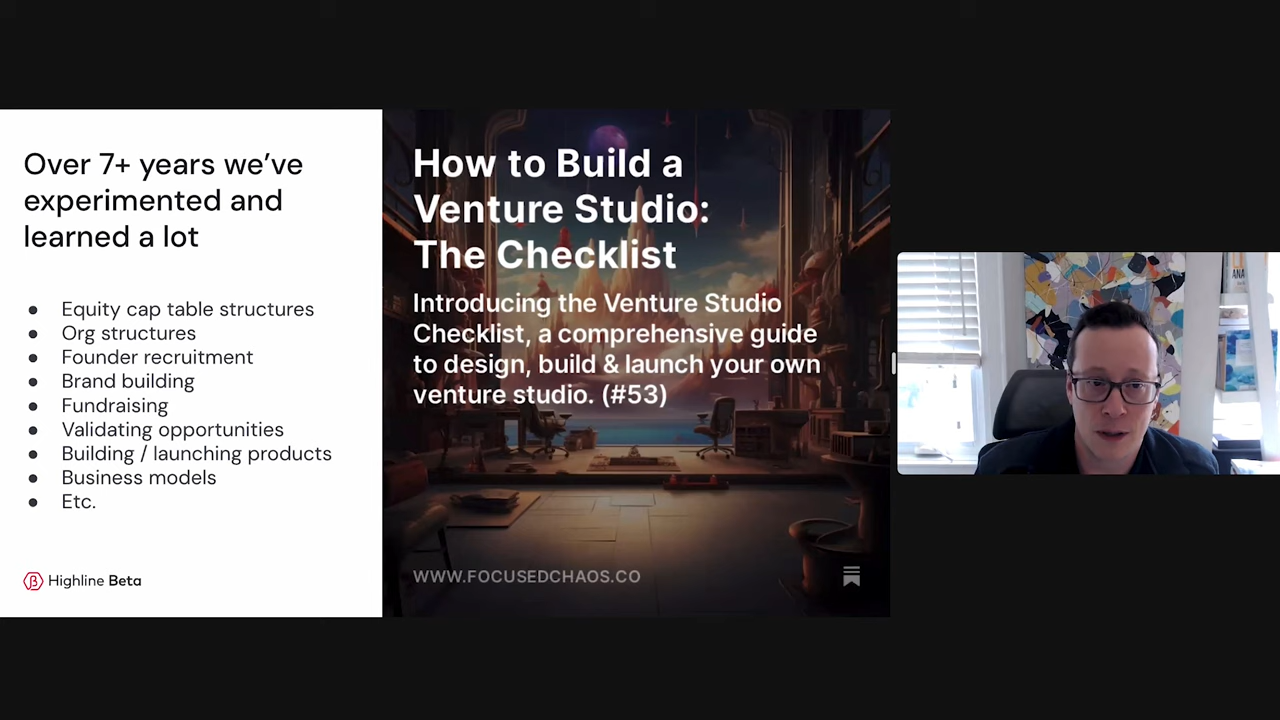 Over 7+ years we’ve
experimented and
learned a lot
● Equity cap table structures
● Org structures
● Founder recruitment
● Brand building
● Fundraising
● Validating opportunities
● Building / launching products
● Business models
● Etc.
Highline Beta
How to Build a
Venture Studio:
The Checklist
Introducing the Venture Studio
Checklist, a comprehensive guide
to design, build & launch your own
venture studio. (#53)
WWW.FOCUSEDCHAOS.CO
ANA